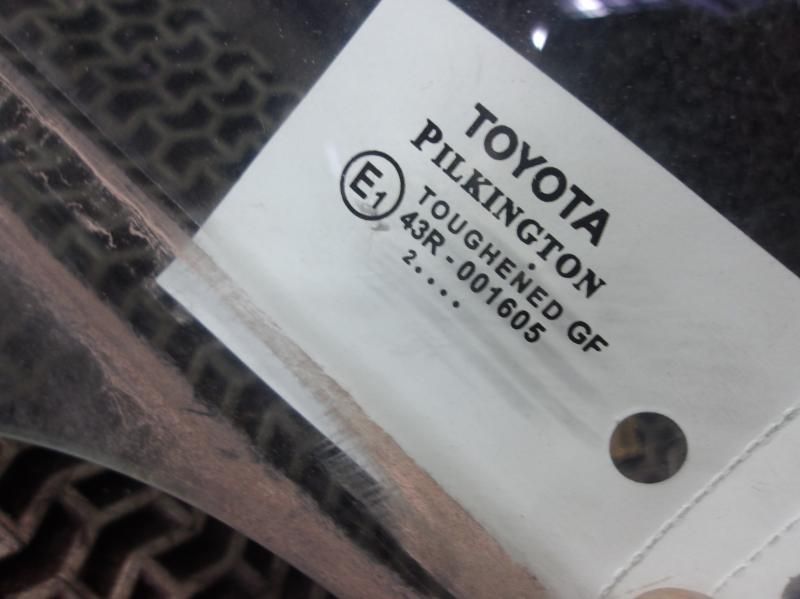 TOYOTA
PILKINGTON
TOUGHENED GF
E1 43R - 001605
2....